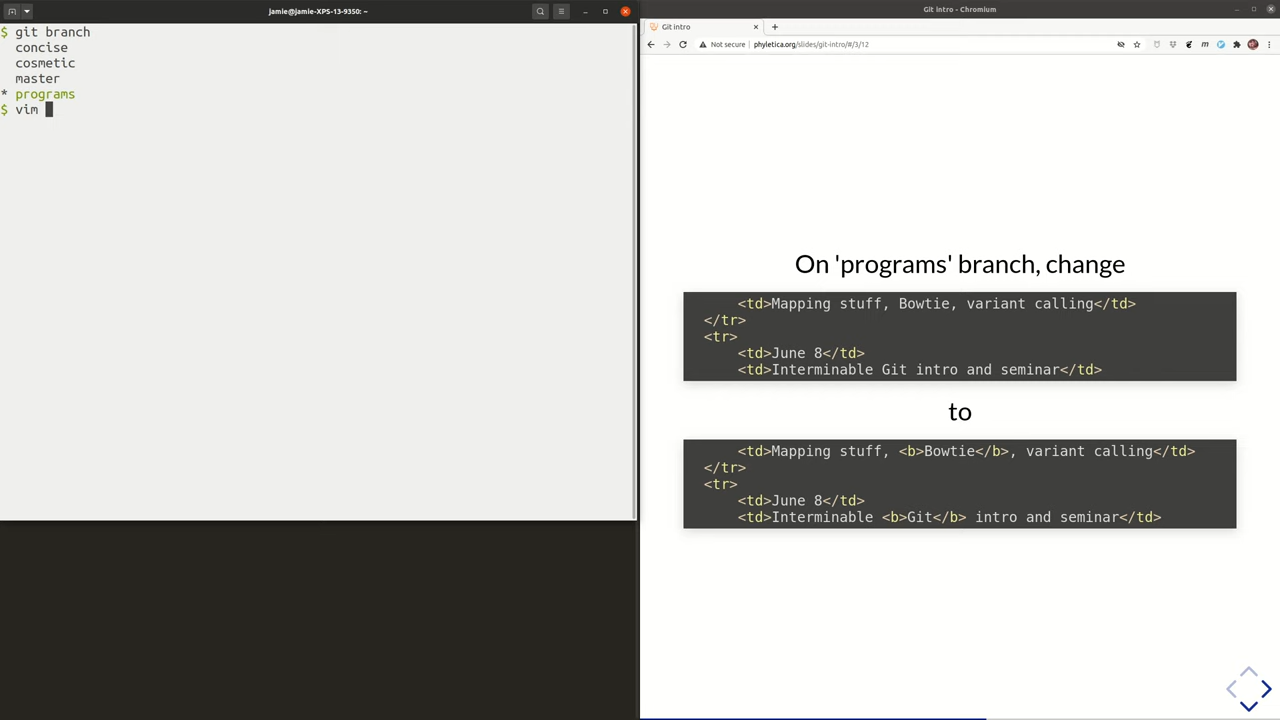 jamie@jamie-XPS-13-9350: ~
$ git branch
concise
cosmetic
master
* programs
$ vim
Git intro - Chromium
Git intro
Not secure
phyletica.org/slides/git-intro/#/3/12
On 'programs' branch, change
<td>Mapping stuff, Bowtie, variant calling</td>
</tr>
<tr>
<td>June 8</td>
<td>Interminable Git intro and seminar</td>
to
<td>Mapping stuff, <b>Bowtie</b>, variant calling</td>
</tr>
<tr>
<td>June 8</td>
<td>Interminable <b>Git</b> intro and seminar</td>